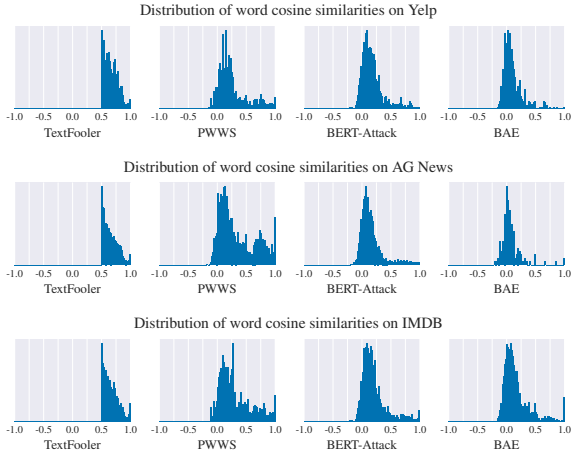 Distribution of word cosine similarities on Yelp
-1.0 -0.5 0.0 0.5 1.0 -1.0 -0.5 0.0 0.5 1.0 -1.0 -0.5 0.0 0.5 1.0 -1.0 -0.5 0.0 0.5 1.0
TextFooler PWWS BERT-Attack BAE
Distribution of word cosine similarities on AG News
-1.0 -0.5 0.0 0.5 1.0 -1.0 -0.5 0.0 0.5 1.0 -1.0 -0.5 0.0 0.5 1.0 -1.0 -0.5 0.0 0.5 1.0
TextFooler PWWS BERT-Attack BAE
Distribution of word cosine similarities on IMDB
-1.0 -0.5 0.0 0.5 1.0 -1.0 -0.5 0.0 0.5 1.0 -1.0 -0.5 0.0 0.5 1.0 -1.0 -0.5 0.0 0.5 1.0
TextFooler PWWS BERT-Attack BAE